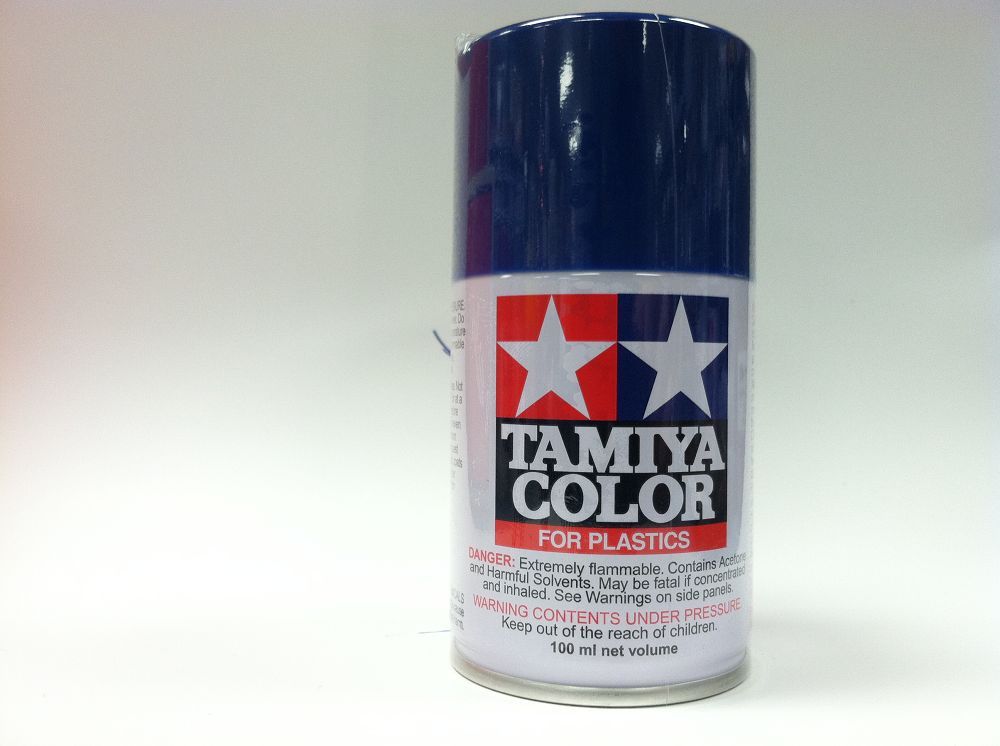 TAMIYA
COLOR
FOR PLASTICS
DANGER: Extremely flammable. Contains Acetone
and Harmful Solvents. May be fatal if concentrated
and inhaled. See Warnings on side panels.
WARNING CONTENTS UNDER PRESSURE
Keep out of the reach of children.
100 ml net volume